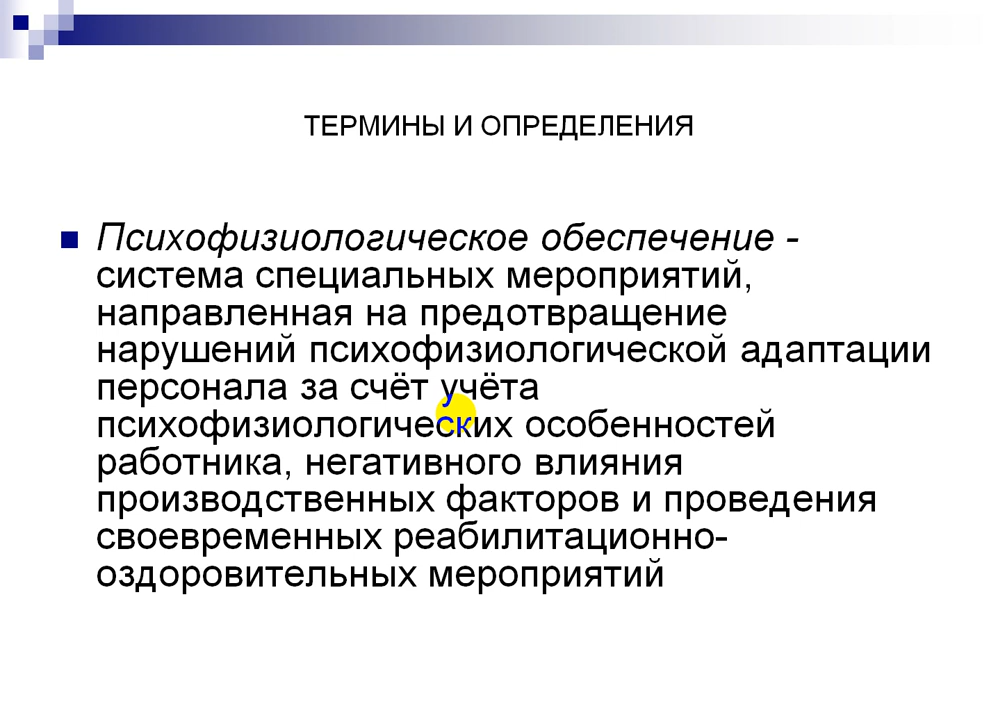 ТЕРМИНЫ И ОПРЕДЕЛЕНИЯ
Психофизиологическое обеспечение -
система специальных мероприятий,
направленная на предотвращение
нарушений психофизиологической адаптации
персонала за счёт учёта
психофизиологических особенностей
работника, негативного влияния
производственных факторов и проведения
своевременных реабилитационно-
оздоровительных мероприятий